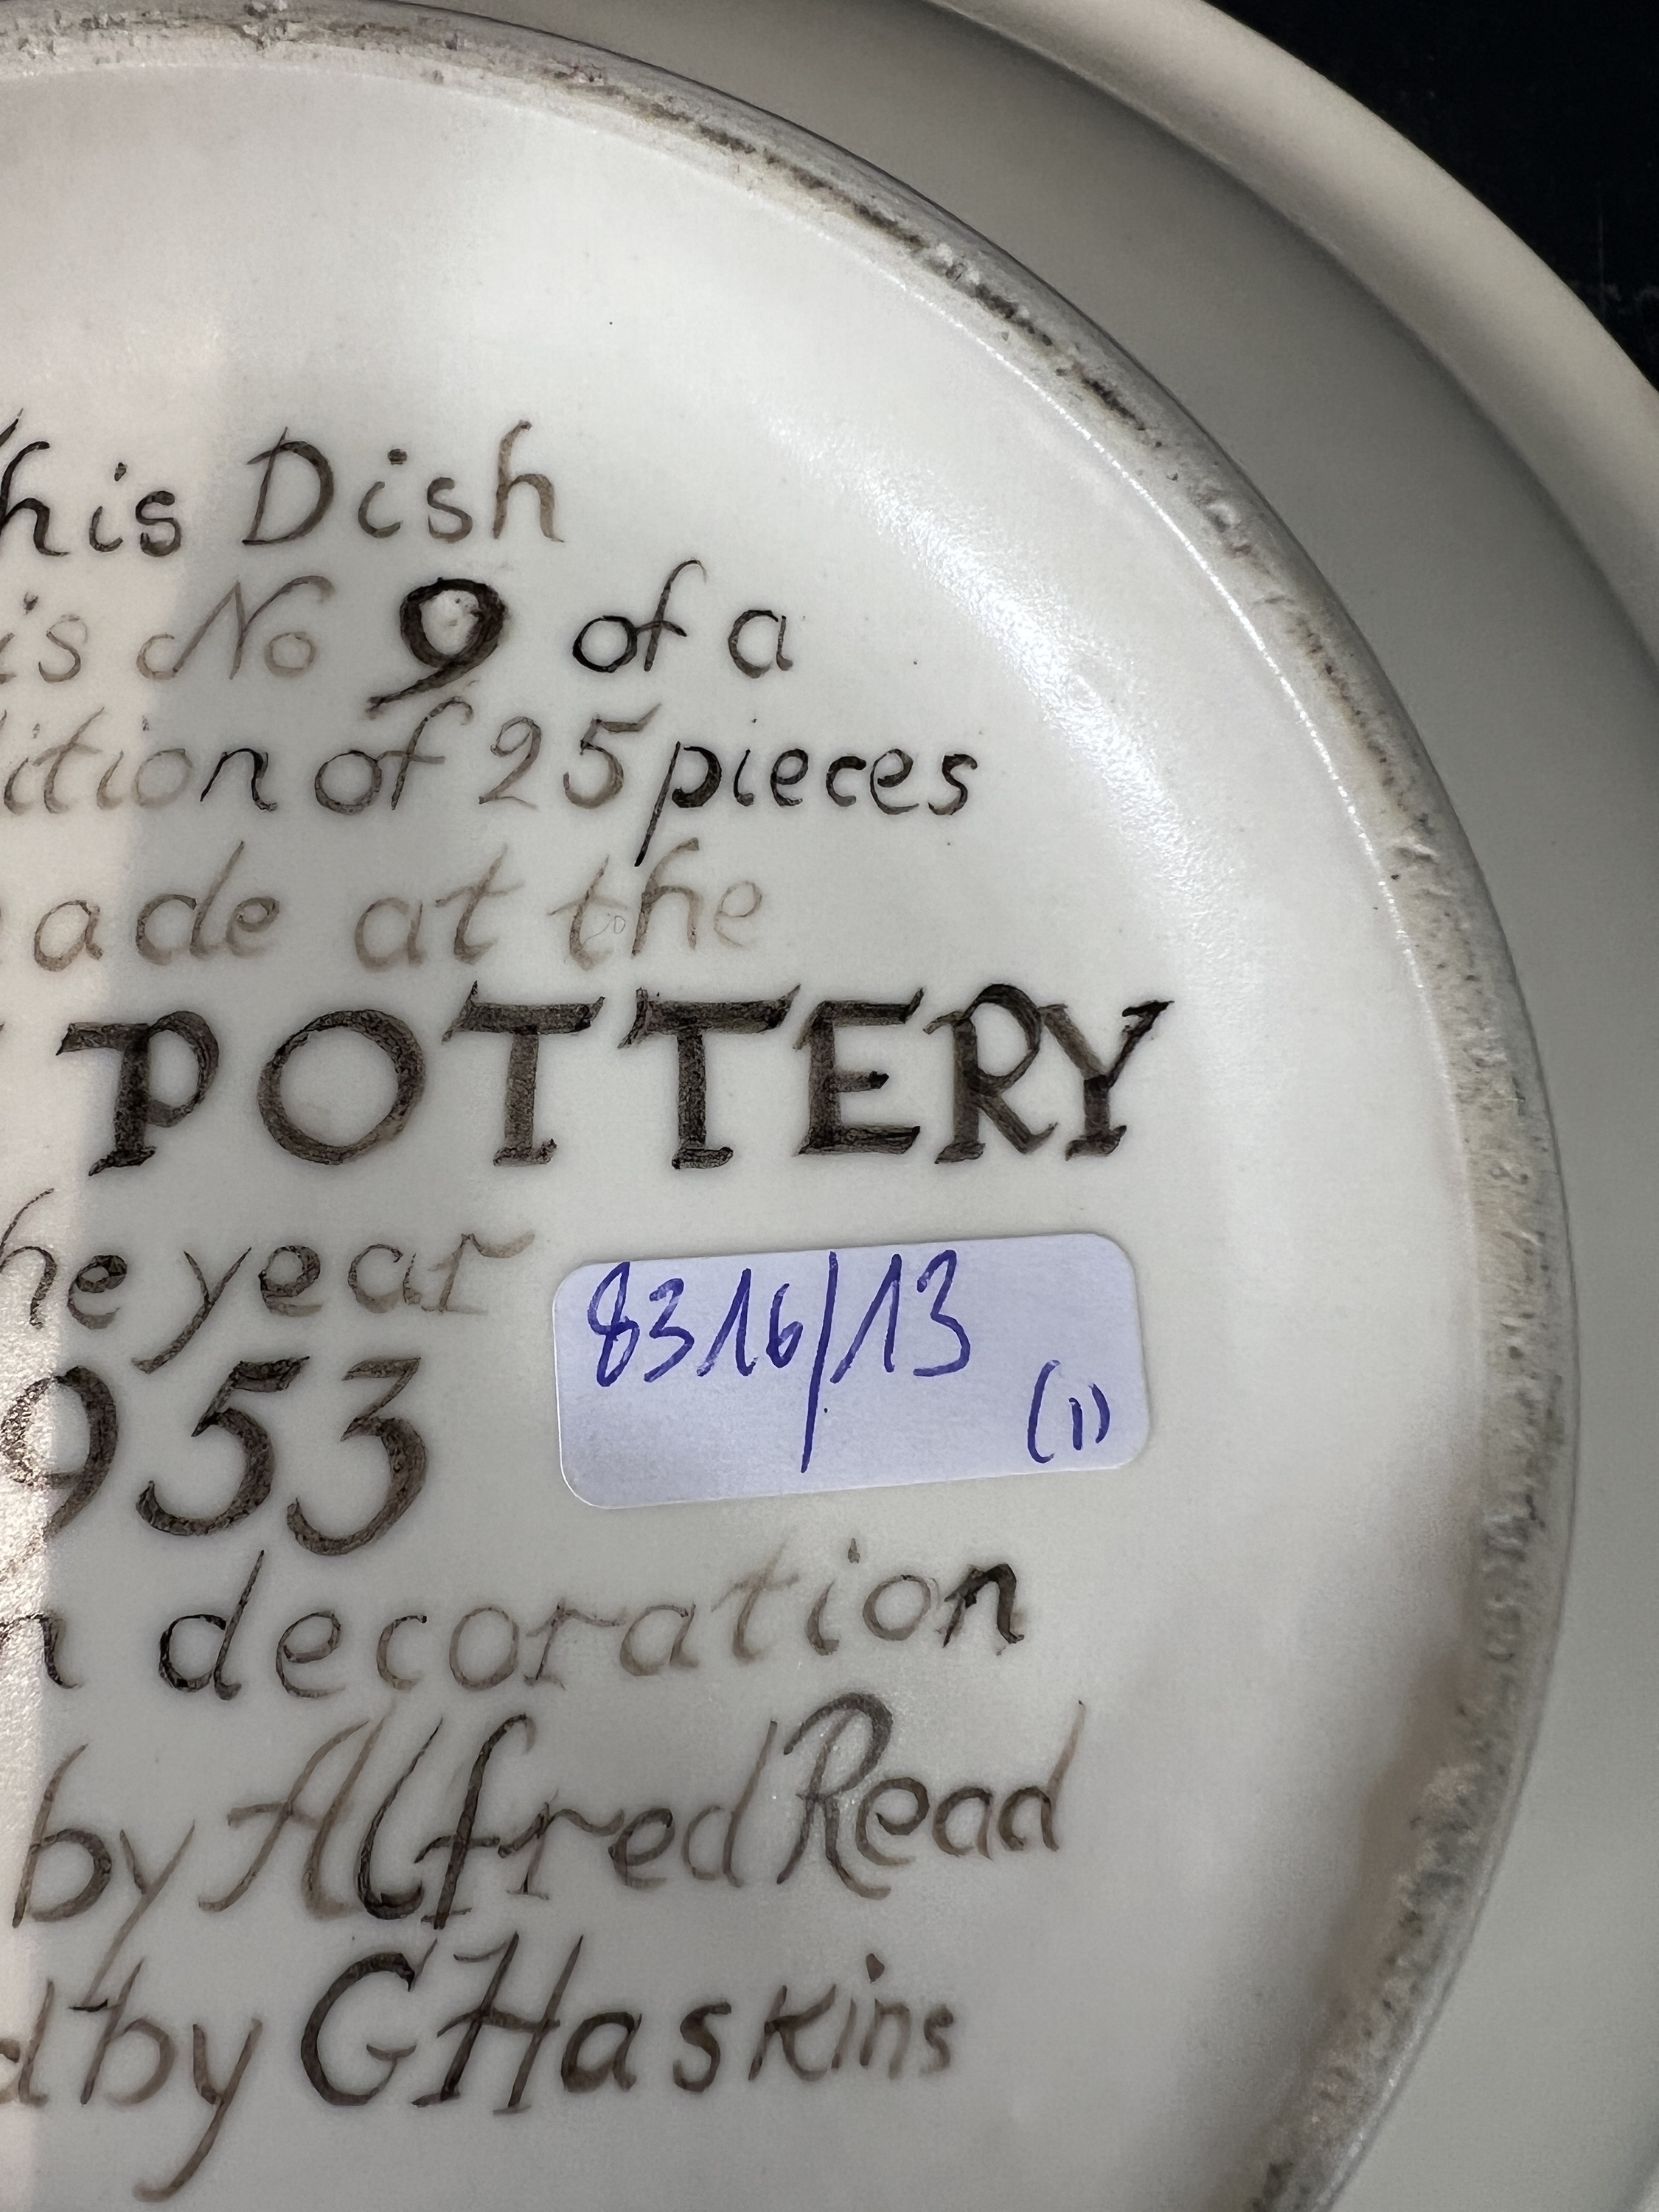 his Dish
is No 9 of a
ition of 25 pieces
ade at the
POTTERY
he year
8316/13
(1)
953
n decoration
by Alfred Read
d by G Haskins